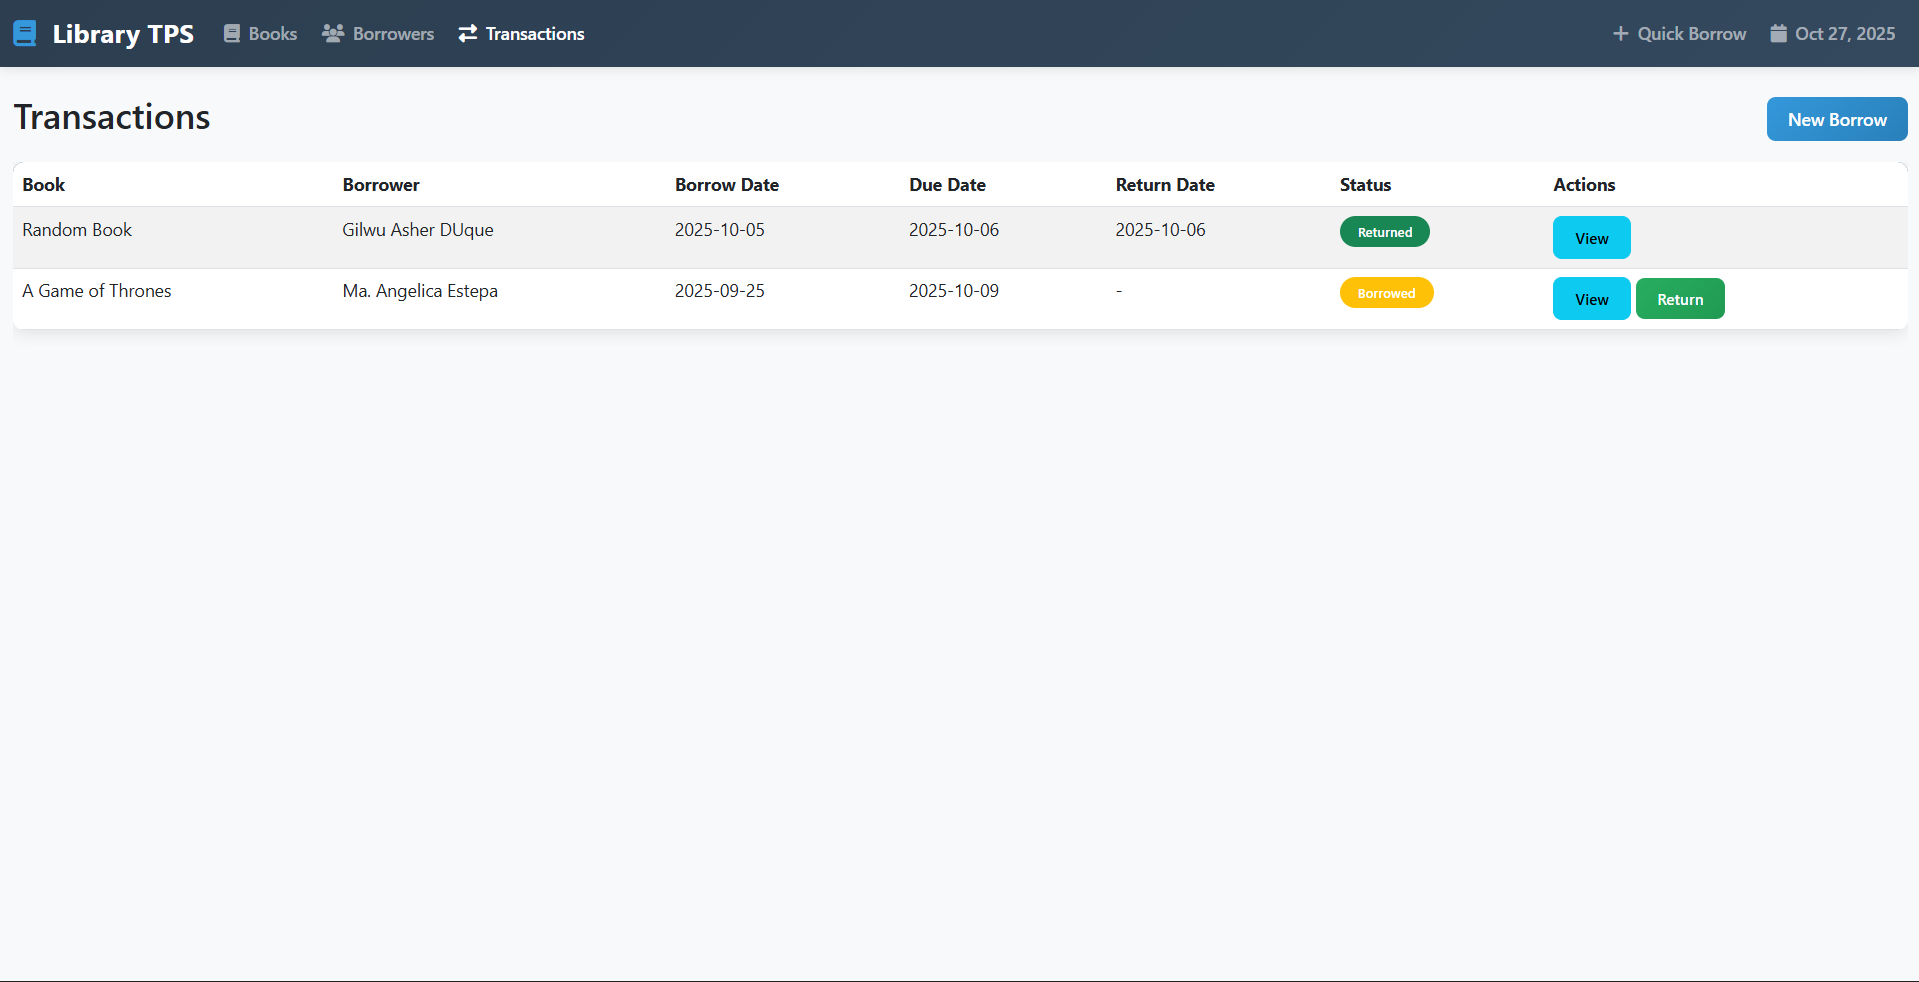 Library TPS Books Borrowers Transactions Quick Borrow Oct 27, 2025
Transactions New Borrow
Book Borrower Borrow Date Due Date Return Date Status Actions
Random Book Gilwu Asher DUque 2025-10-05 2025-10-06 2025-10-06 Returned View
A Game of Thrones Ma. Angelica Estepa 2025-09-25 2025-10-09 - Borrowed View Return